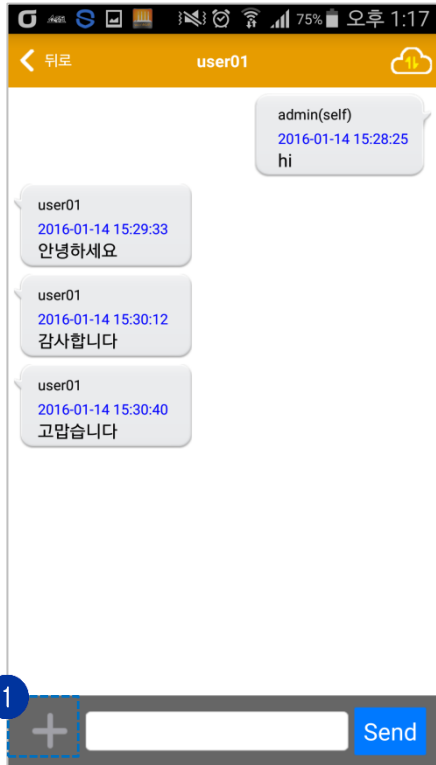 75% 오후 1:17
뒤로 user01
admin(self)
2016-01-14 15:28:25
hi
user01
2016-01-14 15:29:33
안녕하세요
user01
2016-01-14 15:30:12
감사합니다
user01
2016-01-14 15:30:40
고맙습니다
1
Send